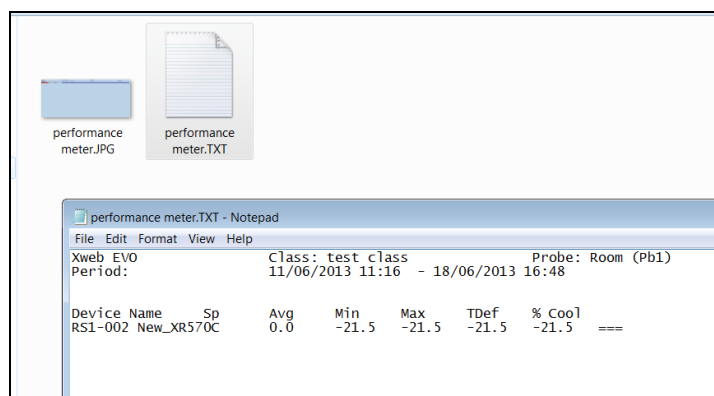 performance
meter.JPG
performance
meter.TXT
performance meter.TXT - Notepad
File Edit Format View Help
Xweb EVO Class: test class Probe: Room (Pb1)
Period: 11/06/2013 11:16 - 18/06/2013 16:48
Device Name Sp Avg Min Max TDef % Cool
RS1-002 New_XR570C 0.0 -21.5 -21.5 -21.5 -21.5 ===